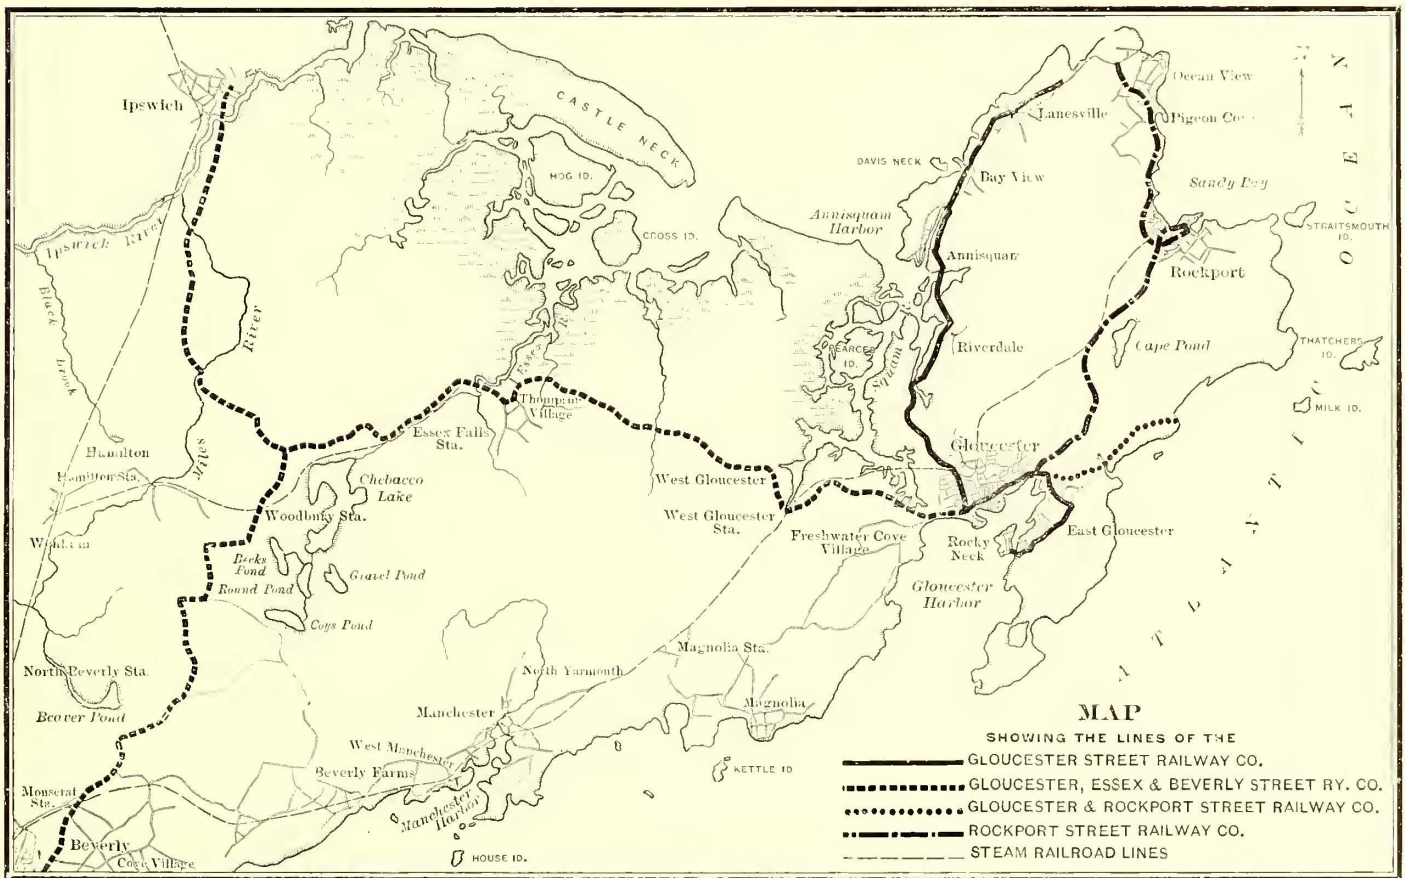 Ipswich
CASTLE NECK
HOG ID.
CROSS ID.
Ipswich River
Black Brook
River
Miles
Essex R.
Hamilton
Hamilton Sta.
Essex Falls
Sta.
Village
Chebacco
Lake
Woodbury Sta.
Becks
Pond
Round Pond
Gravel Pond
Coys Pond
North Beverly Sta.
Beaver Pond
Monserat
Sta.
Beverly
Cove Village
Beverly Farms
West Manchester
Manchester
Manchester
Harbor
HOUSE ID.
North Yarmouth
Magnolia Sta.
Magnolia
KETTLE ID
West Gloucester
West Gloucester
Sta.
Freshwater Cove
Village
Rocky
Neck
Gloucester
Harbor
East Gloucester
Gloucester
Riverdale
Squam
PEARCES
ID.
Annisquam
Annisquam
Harbor
DAVIS NECK
Bay View
Lanesville
Ocean View
Pigeon
Sandy Bay
Rockport
STRAITSMOUTH
ID.
Cape Pond
THATCHERS
ID.
MILK ID.
ATLANTIC OCEAN
N
MAP
SHOWING THE LINES OF THE
GLOUCESTER STREET RAILWAY CO.
GLOUCESTER, ESSEX & BEVERLY STREET RY. CO.
GLOUCESTER & ROCKPORT STREET RAILWAY CO.
ROCKPORT STREET RAILWAY CO.
STEAM RAILROAD LINES